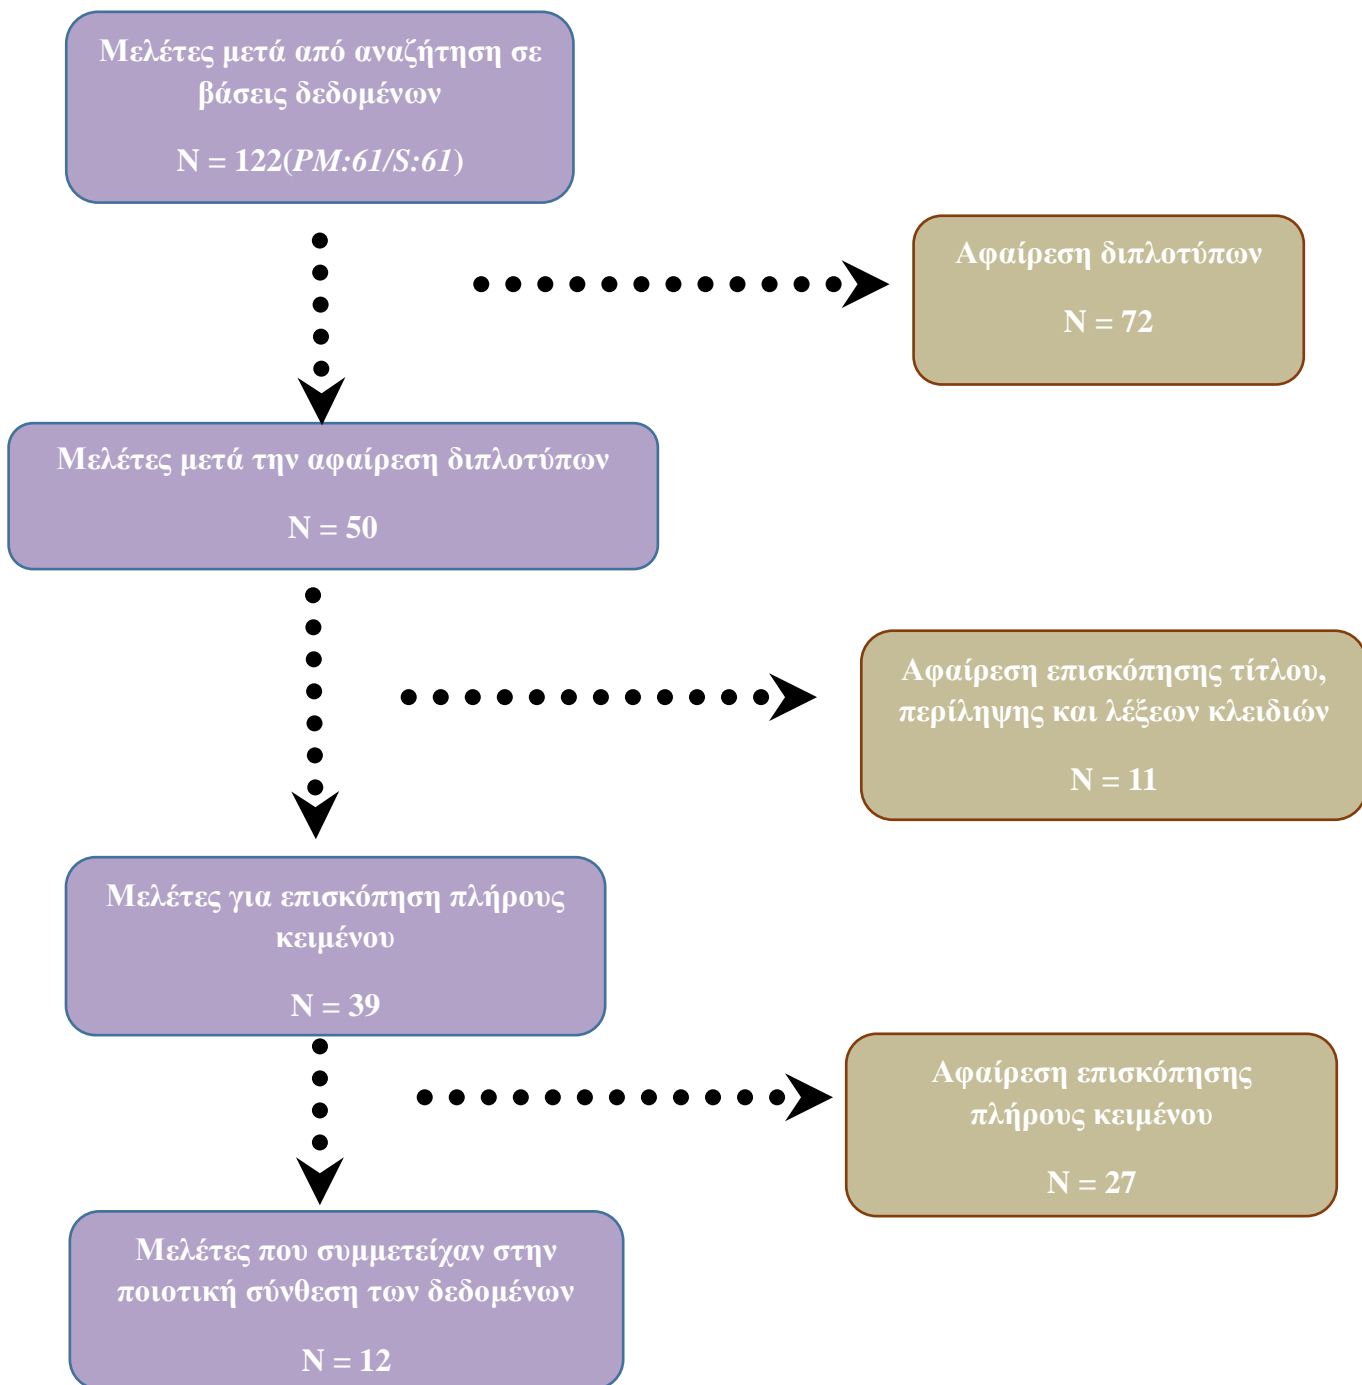 Μελέτες μετά από αναζήτηση σε
βάσεις δεδομένων
N = 122(PM:61/S:61)
Αφαίρεση διπλοτύπων
N = 72
Μελέτες μετά την αφαίρεση διπλοτύπων
N = 50
Αφαίρεση επισκόπησης τίτλου,
περίληψης και λέξεων κλειδιών
N = 11
Μελέτες για επισκόπηση πλήρους
κειμένου
N = 39
Αφαίρεση επισκόπησης
πλήρους κειμένου
N = 27
Μελέτες που συμμετείχαν στην
ποιοτική σύνθεση των δεδομένων
N = 12